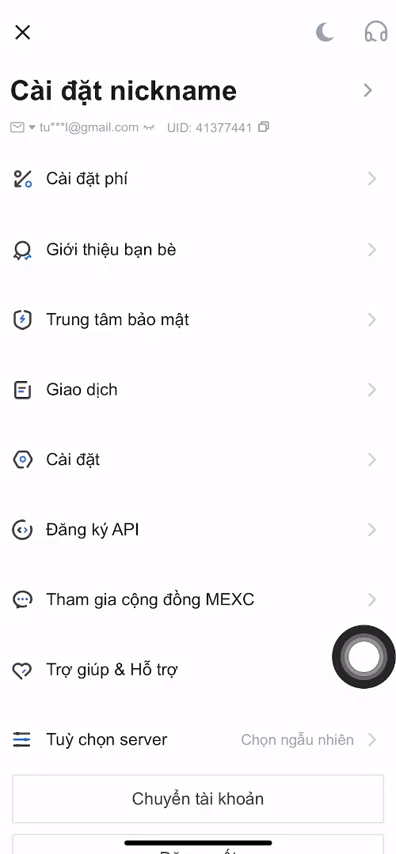 Cài đặt nickname
tu***l@gmail.com UID: 41377441
Cài đặt phí
Giới thiệu bạn bè
Trung tâm bảo mật
Giao dịch
Cài đặt
Đăng ký API
Tham gia cộng đồng MEXC
Trợ giúp & Hỗ trợ
Tuỳ chọn server Chọn ngẫu nhiên
Chuyển tài khoản